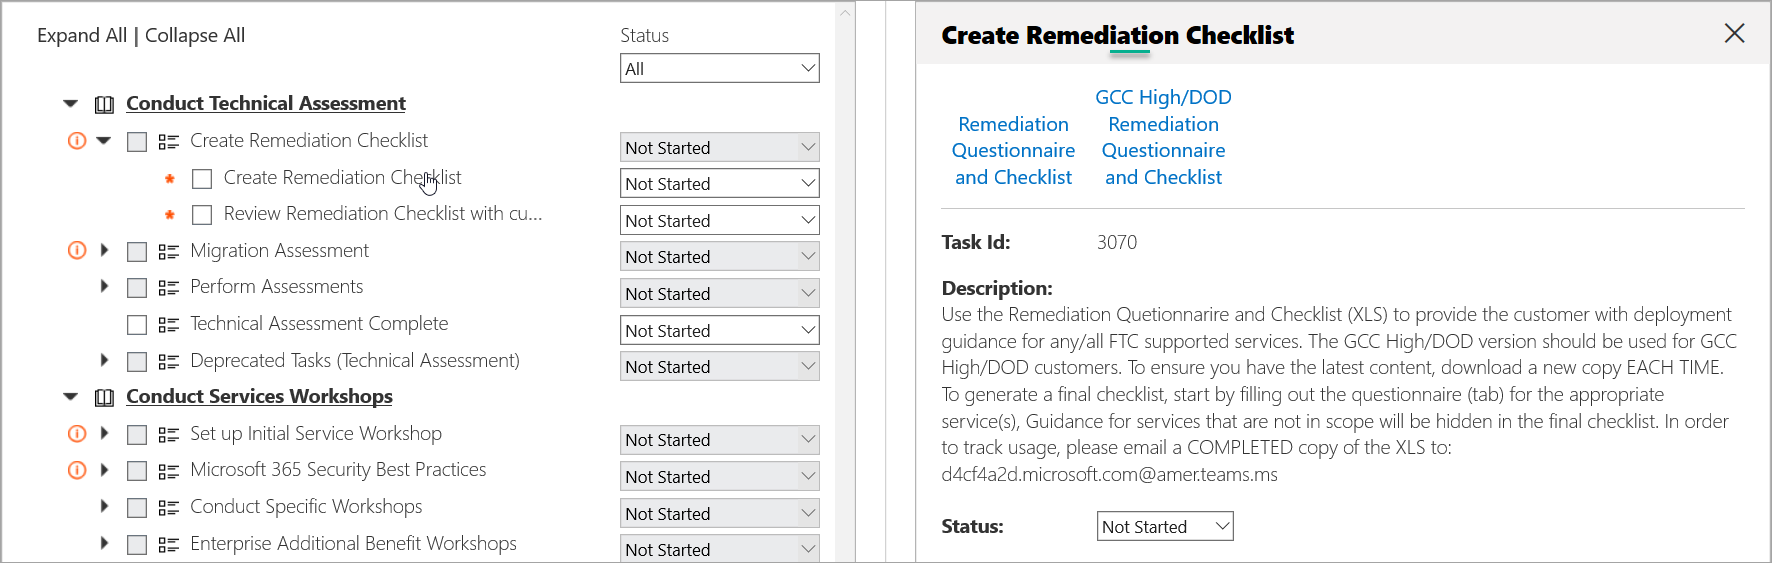 Expand All | Collapse All
Status
All
Conduct Technical Assessment
Create Remediation Checklist
Not Started
* Create Remediation Checklist
Not Started
* Review Remediation Checklist with cu...
Not Started
Migration Assessment
Not Started
Perform Assessments
Not Started
Technical Assessment Complete
Not Started
Deprecated Tasks (Technical Assessment)
Not Started
Conduct Services Workshops
Set up Initial Service Workshop
Not Started
Microsoft 365 Security Best Practices
Not Started
Conduct Specific Workshops
Not Started
Enterprise Additional Benefit Workshops
Not Started
Create Remediation Checklist
Remediation
Questionnaire
and Checklist
GCC High/DOD
Remediation
Questionnaire
and Checklist
Task Id: 3070
Description:
Use the Remediation Quetionnarire and Checklist (XLS) to provide the customer with deployment
guidance for any/all FTC supported services. The GCC High/DOD version should be used for GCC
High/DOD customers. To ensure you have the latest content, download a new copy EACH TIME.
To generate a final checklist, start by filling out the questionnaire (tab) for the appropriate
service(s), Guidance for services that are not in scope will be hidden in the final checklist. In order
to track usage, please email a COMPLETED copy of the XLS to:
d4cf4a2d.microsoft.com@amer.teams.ms
Status: Not Started